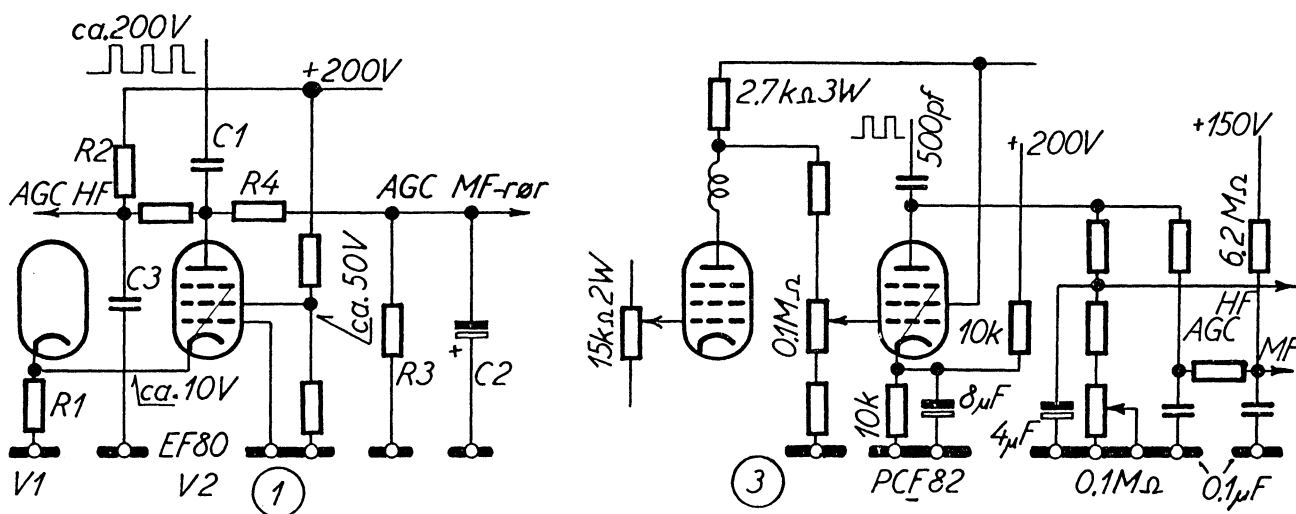 ca.200V
+200V
R2
C1
AGC HF
R4
AGC MF-rør
C3
ca.50V
R3
+
C2
ca.10V
R1
EF80
V1
V2
1
2.7kΩ3W
500pf
+200V
+150V
6.2MΩ
15kΩ2W
0.1MΩ
10k
HF
AGC
MF
10k
8µF
4µF
3
PCF82
0.1MΩ
0.1µF